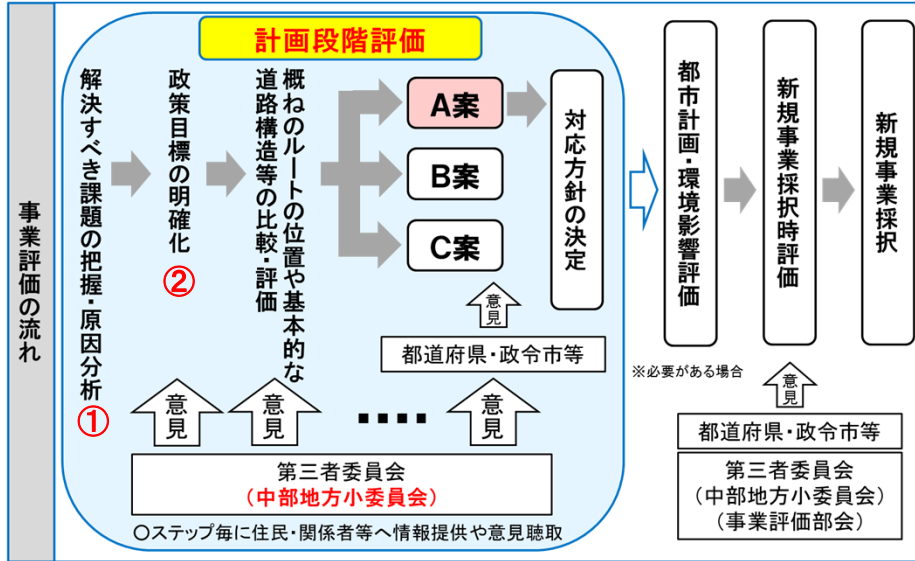 事業評価の流れ
計画段階評価
解決すべき課題の把握・原因分析
①
政策目標の明確化
②
概ねのルートの位置や基本的な
道路構造等の比較・評価
A案
B案
C案
対応方針の決定
意見
都道府県・政令市等
意見
意見
････
意見
第三者委員会
（中部地方小委員会）
○ステップ毎に住民・関係者等へ情報提供や意見聴取
都市計画・環境影響評価
※必要がある場合
新規事業採択時評価
新規事業採択
意見
都道府県・政令市等
第三者委員会
（中部地方小委員会）
（事業評価部会）